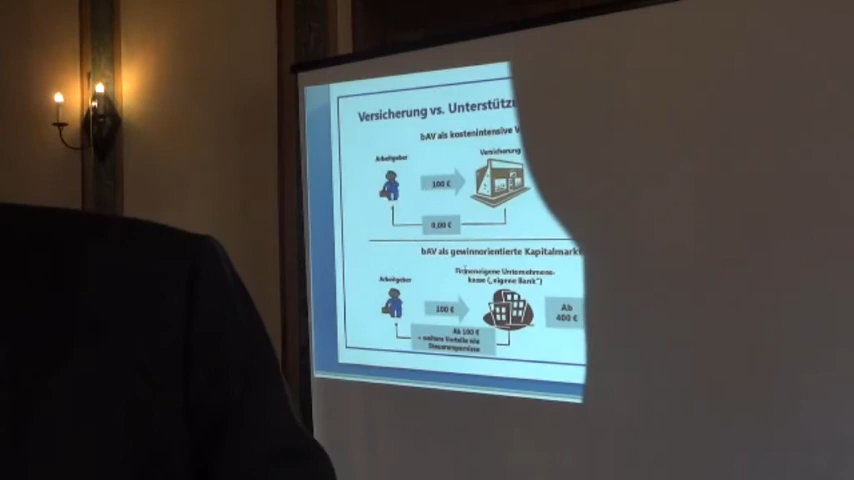 Versicherung vs. Unterstützu
bAV als kostenintensive V
Arbeitgeber
Versicherung
100 €
0,00 €
bAV als gewinnorientierte Kapitalmark
Firmeneigene Unternehmens-
kasse („eigene Bank“)
Arbeitgeber
100 €
Ab
400 €
Ab 100 €
+ weitere Vorteile wie
Steuerersparnisse